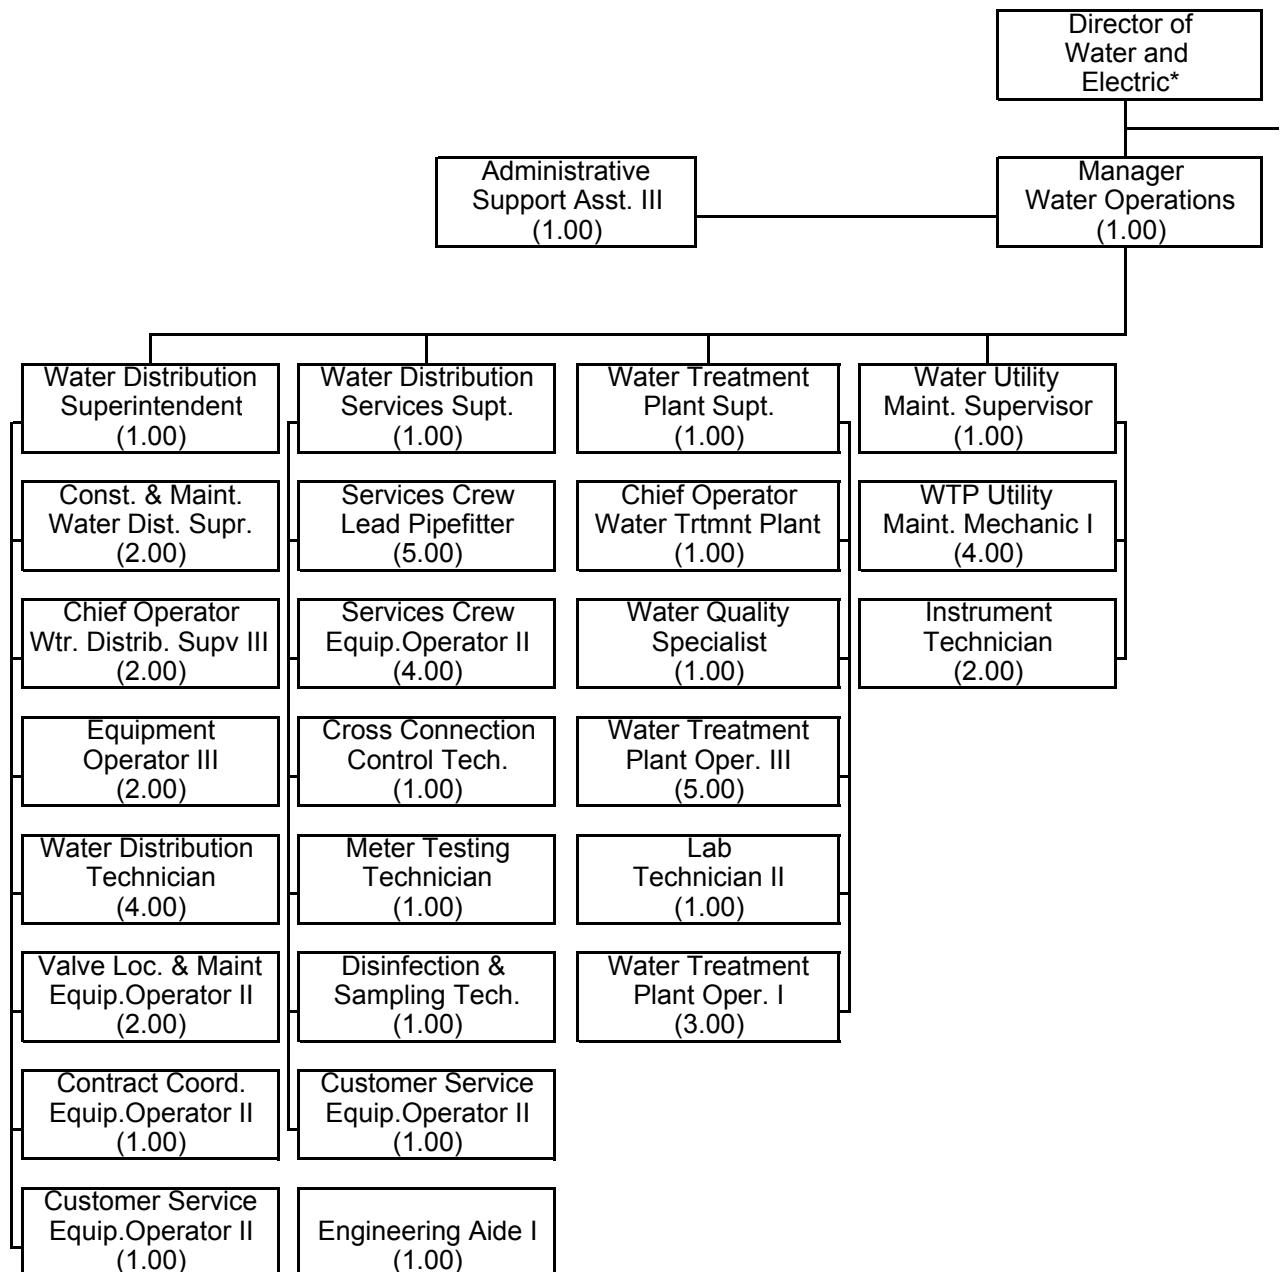 Director of
Water and
Electric*
Administrative
Support Asst. III
(1.00)
Manager
Water Operations
(1.00)
Water Distribution
Superintendent
(1.00)
Water Distribution
Services Supt.
(1.00)
Water Treatment
Plant Supt.
(1.00)
Water Utility
Maint. Supervisor
(1.00)
Const. & Maint.
Water Dist. Supr.
(2.00)
Services Crew
Lead Pipefitter
(5.00)
Chief Operator
Water Trtmnt Plant
(1.00)
WTP Utility
Maint. Mechanic I
(4.00)
Chief Operator
Wtr. Distrib. Supv III
(2.00)
Services Crew
Equip.Operator II
(4.00)
Water Quality
Specialist
(1.00)
Instrument
Technician
(2.00)
Equipment
Operator III
(2.00)
Cross Connection
Control Tech.
(1.00)
Water Treatment
Plant Oper. III
(5.00)
Water Distribution
Technician
(4.00)
Meter Testing
Technician
(1.00)
Lab
Technician II
(1.00)
Valve Loc. & Maint
Equip.Operator II
(2.00)
Disinfection &
Sampling Tech.
(1.00)
Water Treatment
Plant Oper. I
(3.00)
Contract Coord.
Equip.Operator II
(1.00)
Customer Service
Equip.Operator II
(1.00)
Customer Service
Equip.Operator II
(1.00)
Engineering Aide I
(1.00)